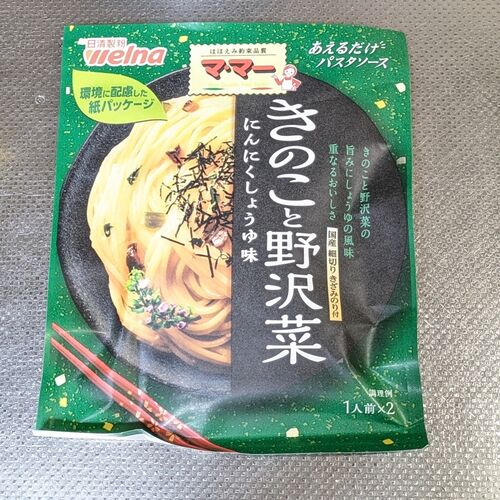 日清製粉
Welna
ほほえみ約束品質
マ・マー
あえるだけ
パスタソース
環境に配慮した
紙パッケージ
きのこと野沢菜
にんにくしょうゆ味
きのこと野沢菜の
旨みにしょうゆの風味
重なるおいしさ
国産 細切りきざみのり付
調理例
1人前×2